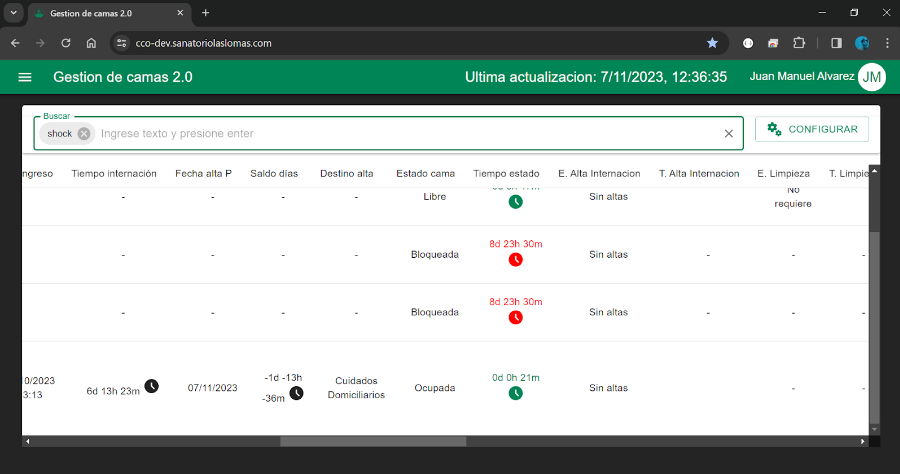 Gestion de camas 2.0
cco-dev.sanatoriolaslomas.com
Gestion de camas 2.0
Ultima actualizacion: 7/11/2023, 12:36:35
Juan Manuel Alvarez JM
Buscar
shock Ingrese texto y presione enter
CONFIGURAR
ngreso Tiempo internación Fecha alta P Saldo días Destino alta Estado cama Tiempo estado E. Alta Internacion T. Alta Internacion E. Limpieza T. Limpie
- - - - Libre Sin altas No
requiere
8d 23h 30m
- - - - Bloqueada Sin altas - - -
8d 23h 30m
- - - - Bloqueada Sin altas - - -
0/2023 -1d -13h Cuidados 0d 0h 21m
3:13 6d 13h 23m 07/11/2023 -36m Domiciliarios Ocupada Sin altas - -